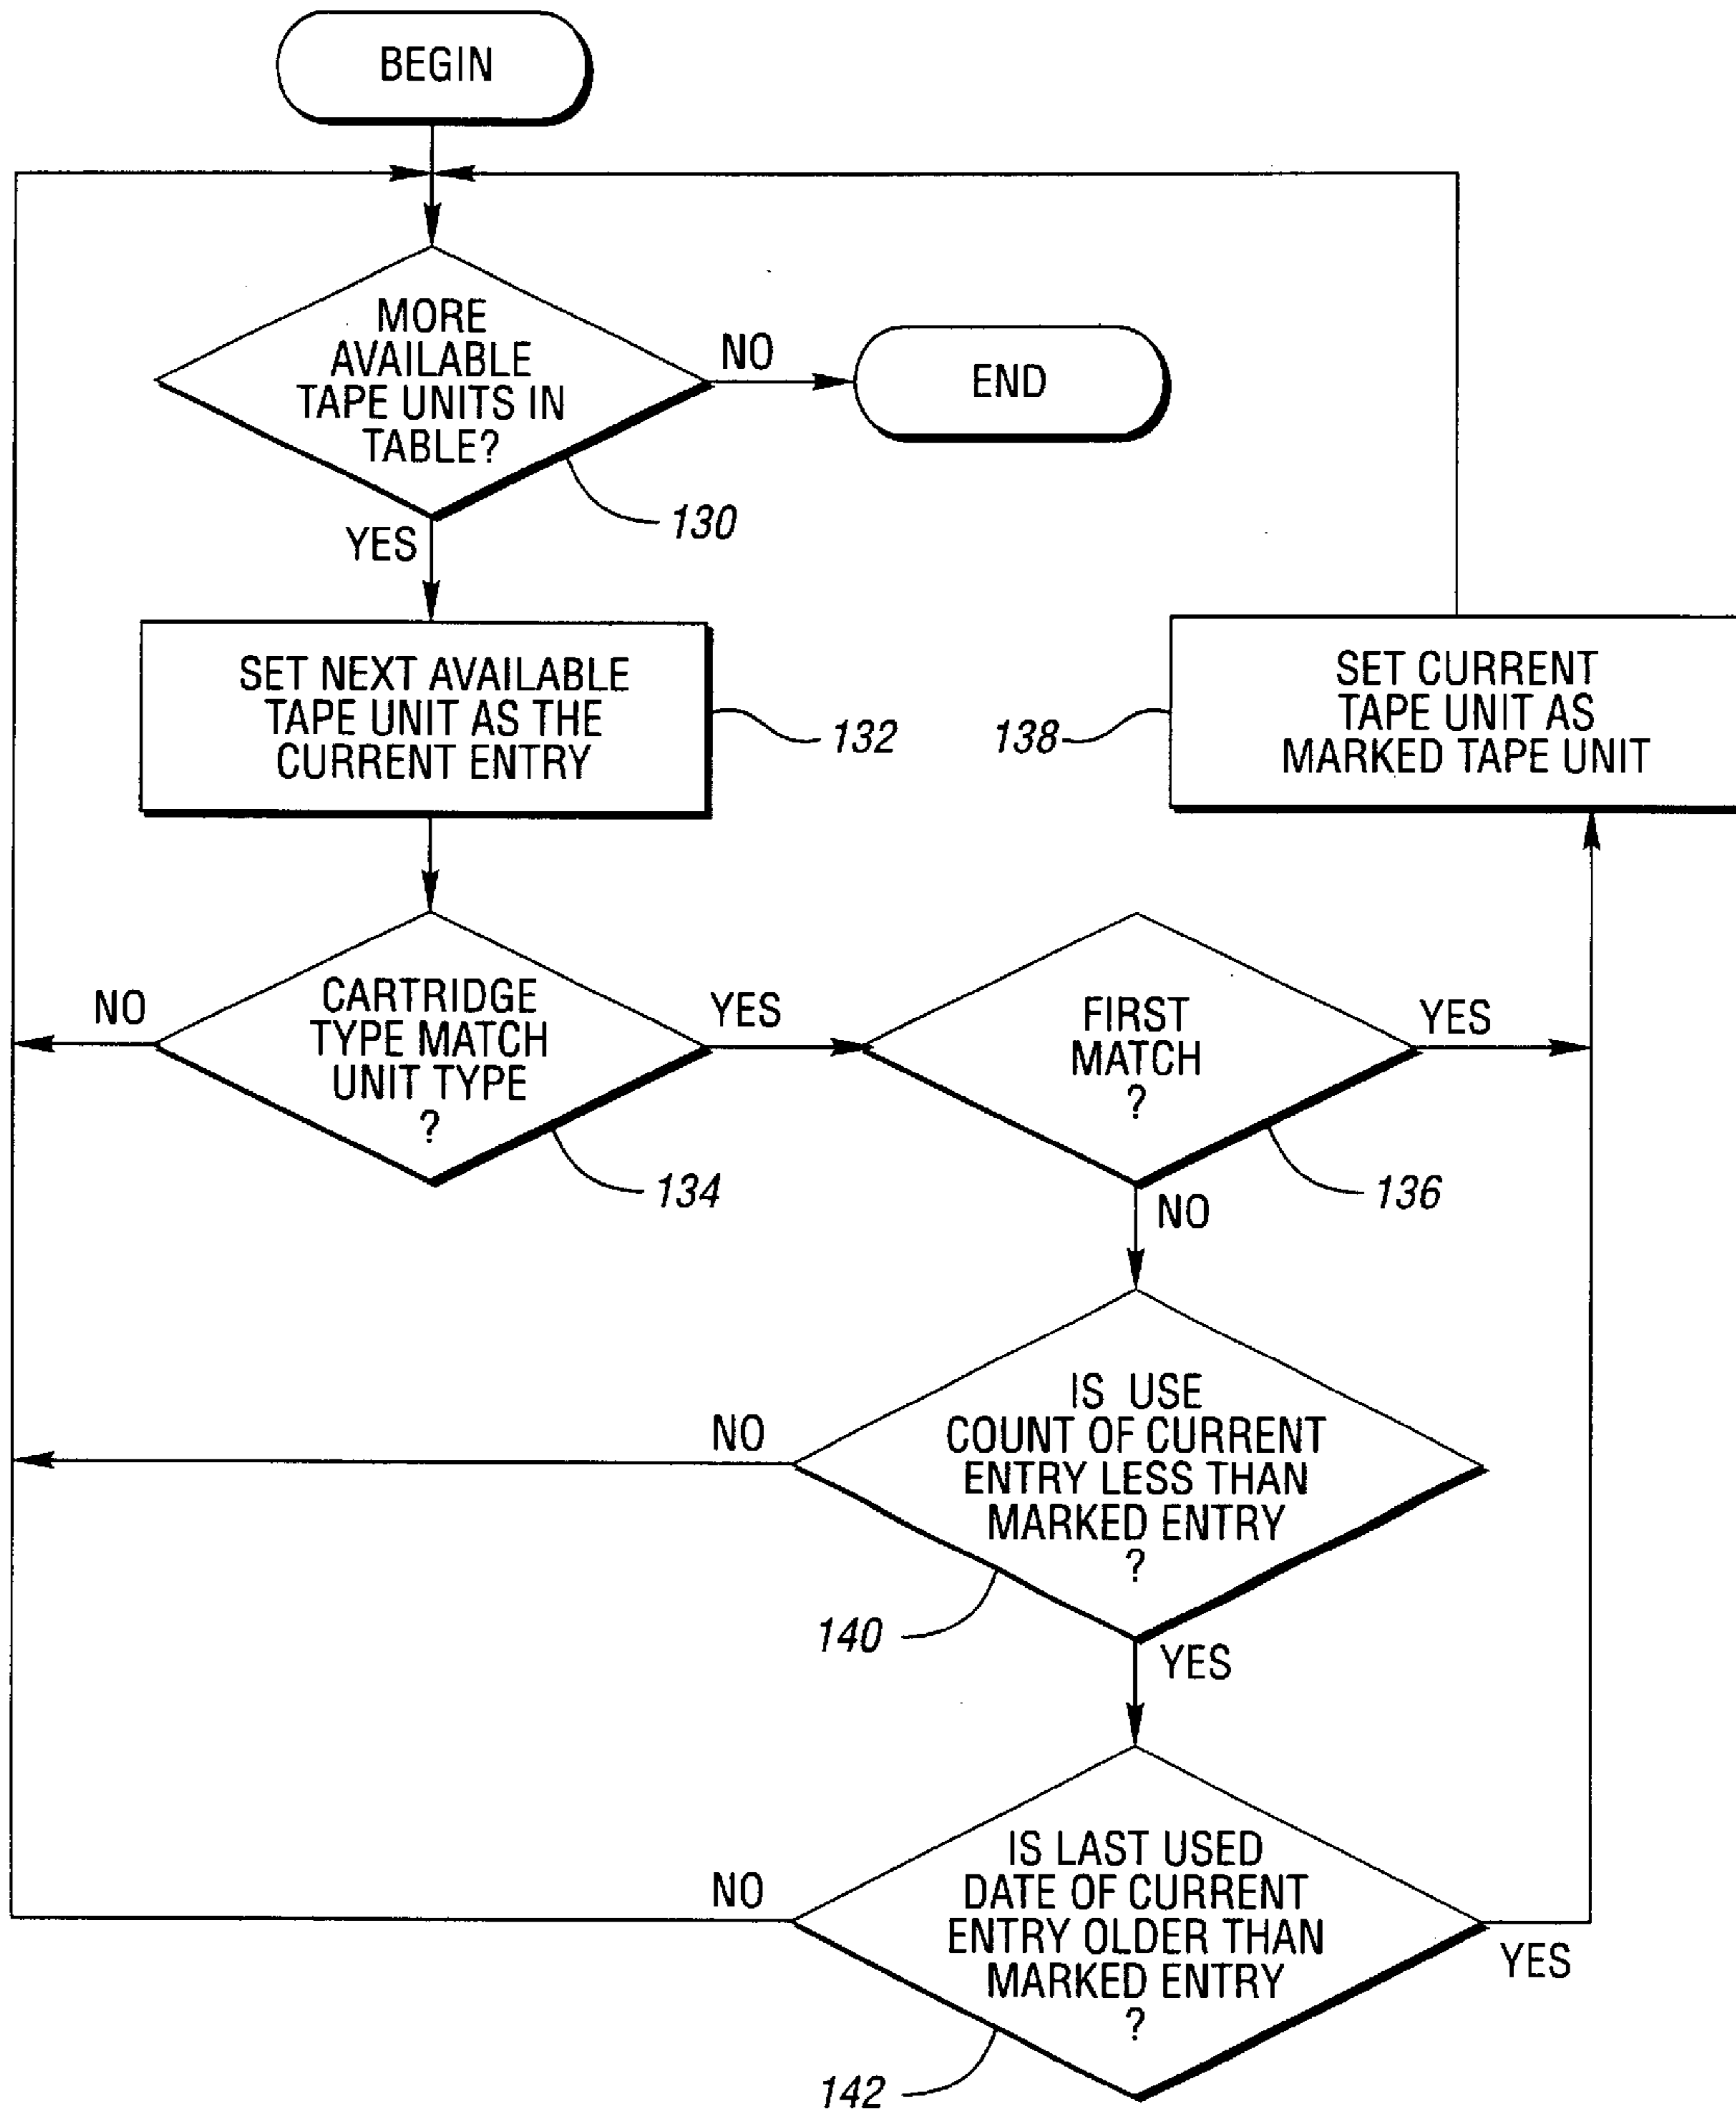 BEGIN
MORE
AVAILABLE
TAPE UNITS IN
TABLE?
NO
END
130
YES
SET NEXT AVAILABLE
TAPE UNIT AS THE
CURRENT ENTRY
132
138
SET CURRENT
TAPE UNIT AS
MARKED TAPE UNIT
NO
CARTRIDGE
TYPE MATCH
UNIT TYPE
?
YES
134
FIRST
MATCH
?
YES
136
NO
IS USE
COUNT OF CURRENT
ENTRY LESS THAN
MARKED ENTRY
?
NO
140
YES
IS LAST USED
DATE OF CURRENT
ENTRY OLDER THAN
MARKED ENTRY
?
NO
YES
142